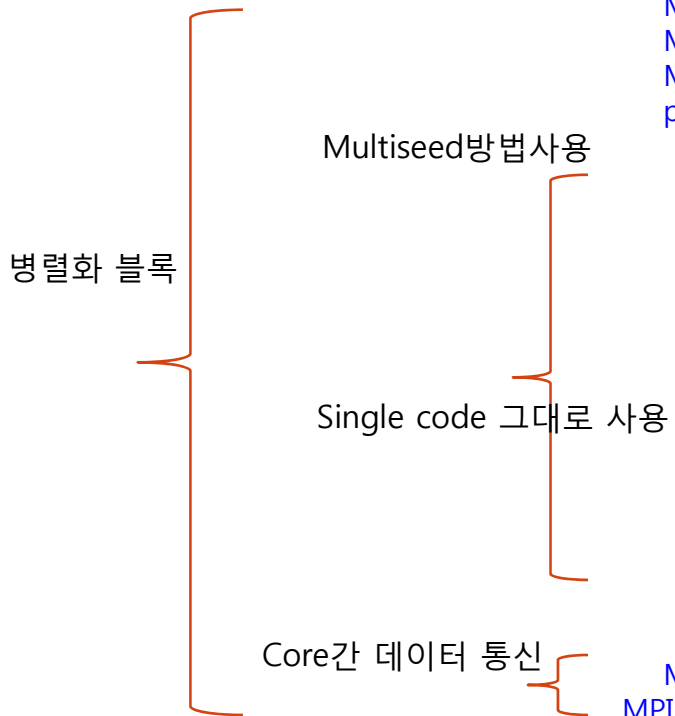 Multiseed방법사용
병렬화 블록
Single code 그대로 사용
Core간 데이터 통신
MPI